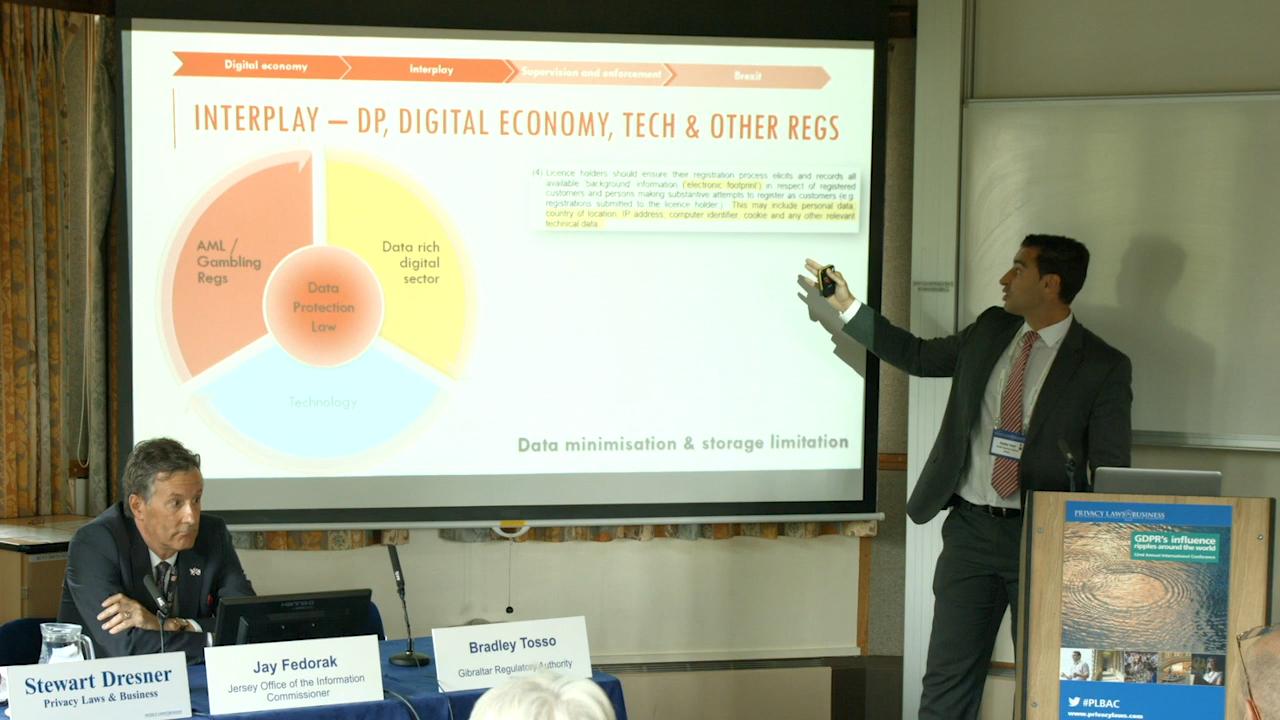 Digital economy
Interplay
Supervision and enforcement
Brexit
INTERPLAY – DP, DIGITAL ECONOMY, TECH & OTHER REGS
(4) Licence holders should ensure their registration process elicits and records all
available 'background' information ('electronic footprint') in respect of registered
customers and persons making substantive attempts to register as customers (e.g.
registrations submitted to the licence holder.) This may include personal data,
country of location, IP address, computer identifier, cookie and any other relevant
technical data.
AML /
Gambling
Regs
Data rich
digital
sector
Data
Protection
Law
Technology
Data minimisation & storage limitation
PRIVACY LAWS & BUSINESS
GDPR's influence
ripples around the world
32nd Annual International Conference
#PLBAC
www.privacylaws.com
Stewart Dresner
Privacy Laws & Business
Jay Fedorak
Jersey Office of the Information
Commissioner
Bradley Tosso
Gibraltar Regulatory Authority